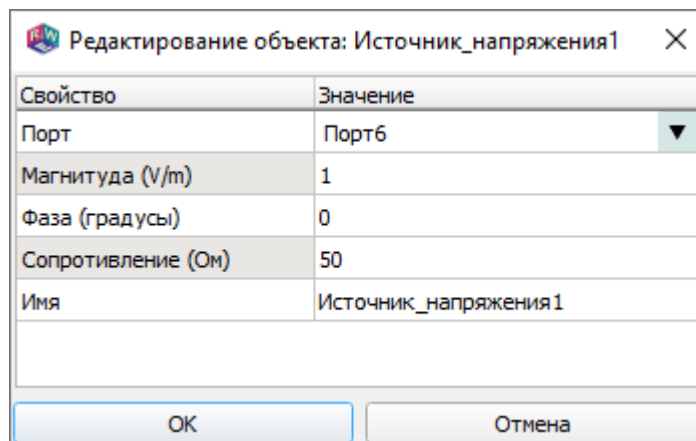 Редактирование объекта: Источник_напряжения1
Свойство Значение
Порт Порт6
Магнитуда (V/m) 1
Фаза (градусы) 0
Сопротивление (Ом) 50
Имя Источник_напряжения1
OK Отмена